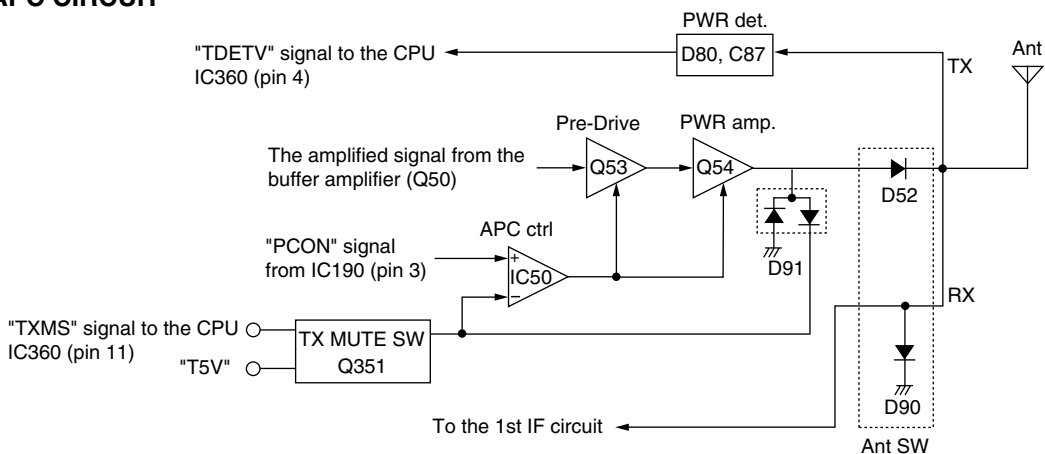 APC CIRCUIT
PWR det.
"TDETV" signal to the CPU
IC360 (pin 4)
D80, C87
TX
Ant
Pre-Drive
PWR amp.
The amplified signal from the
buffer amplifier (Q50)
Q53
Q54
D52
APC ctrl
"PCON" signal
from IC190 (pin 3)
+
IC50
–
D91
RX
"TXMS" signal to the CPU
IC360 (pin 11)
"T5V"
TX MUTE SW
Q351
D90
To the 1st IF circuit
Ant SW